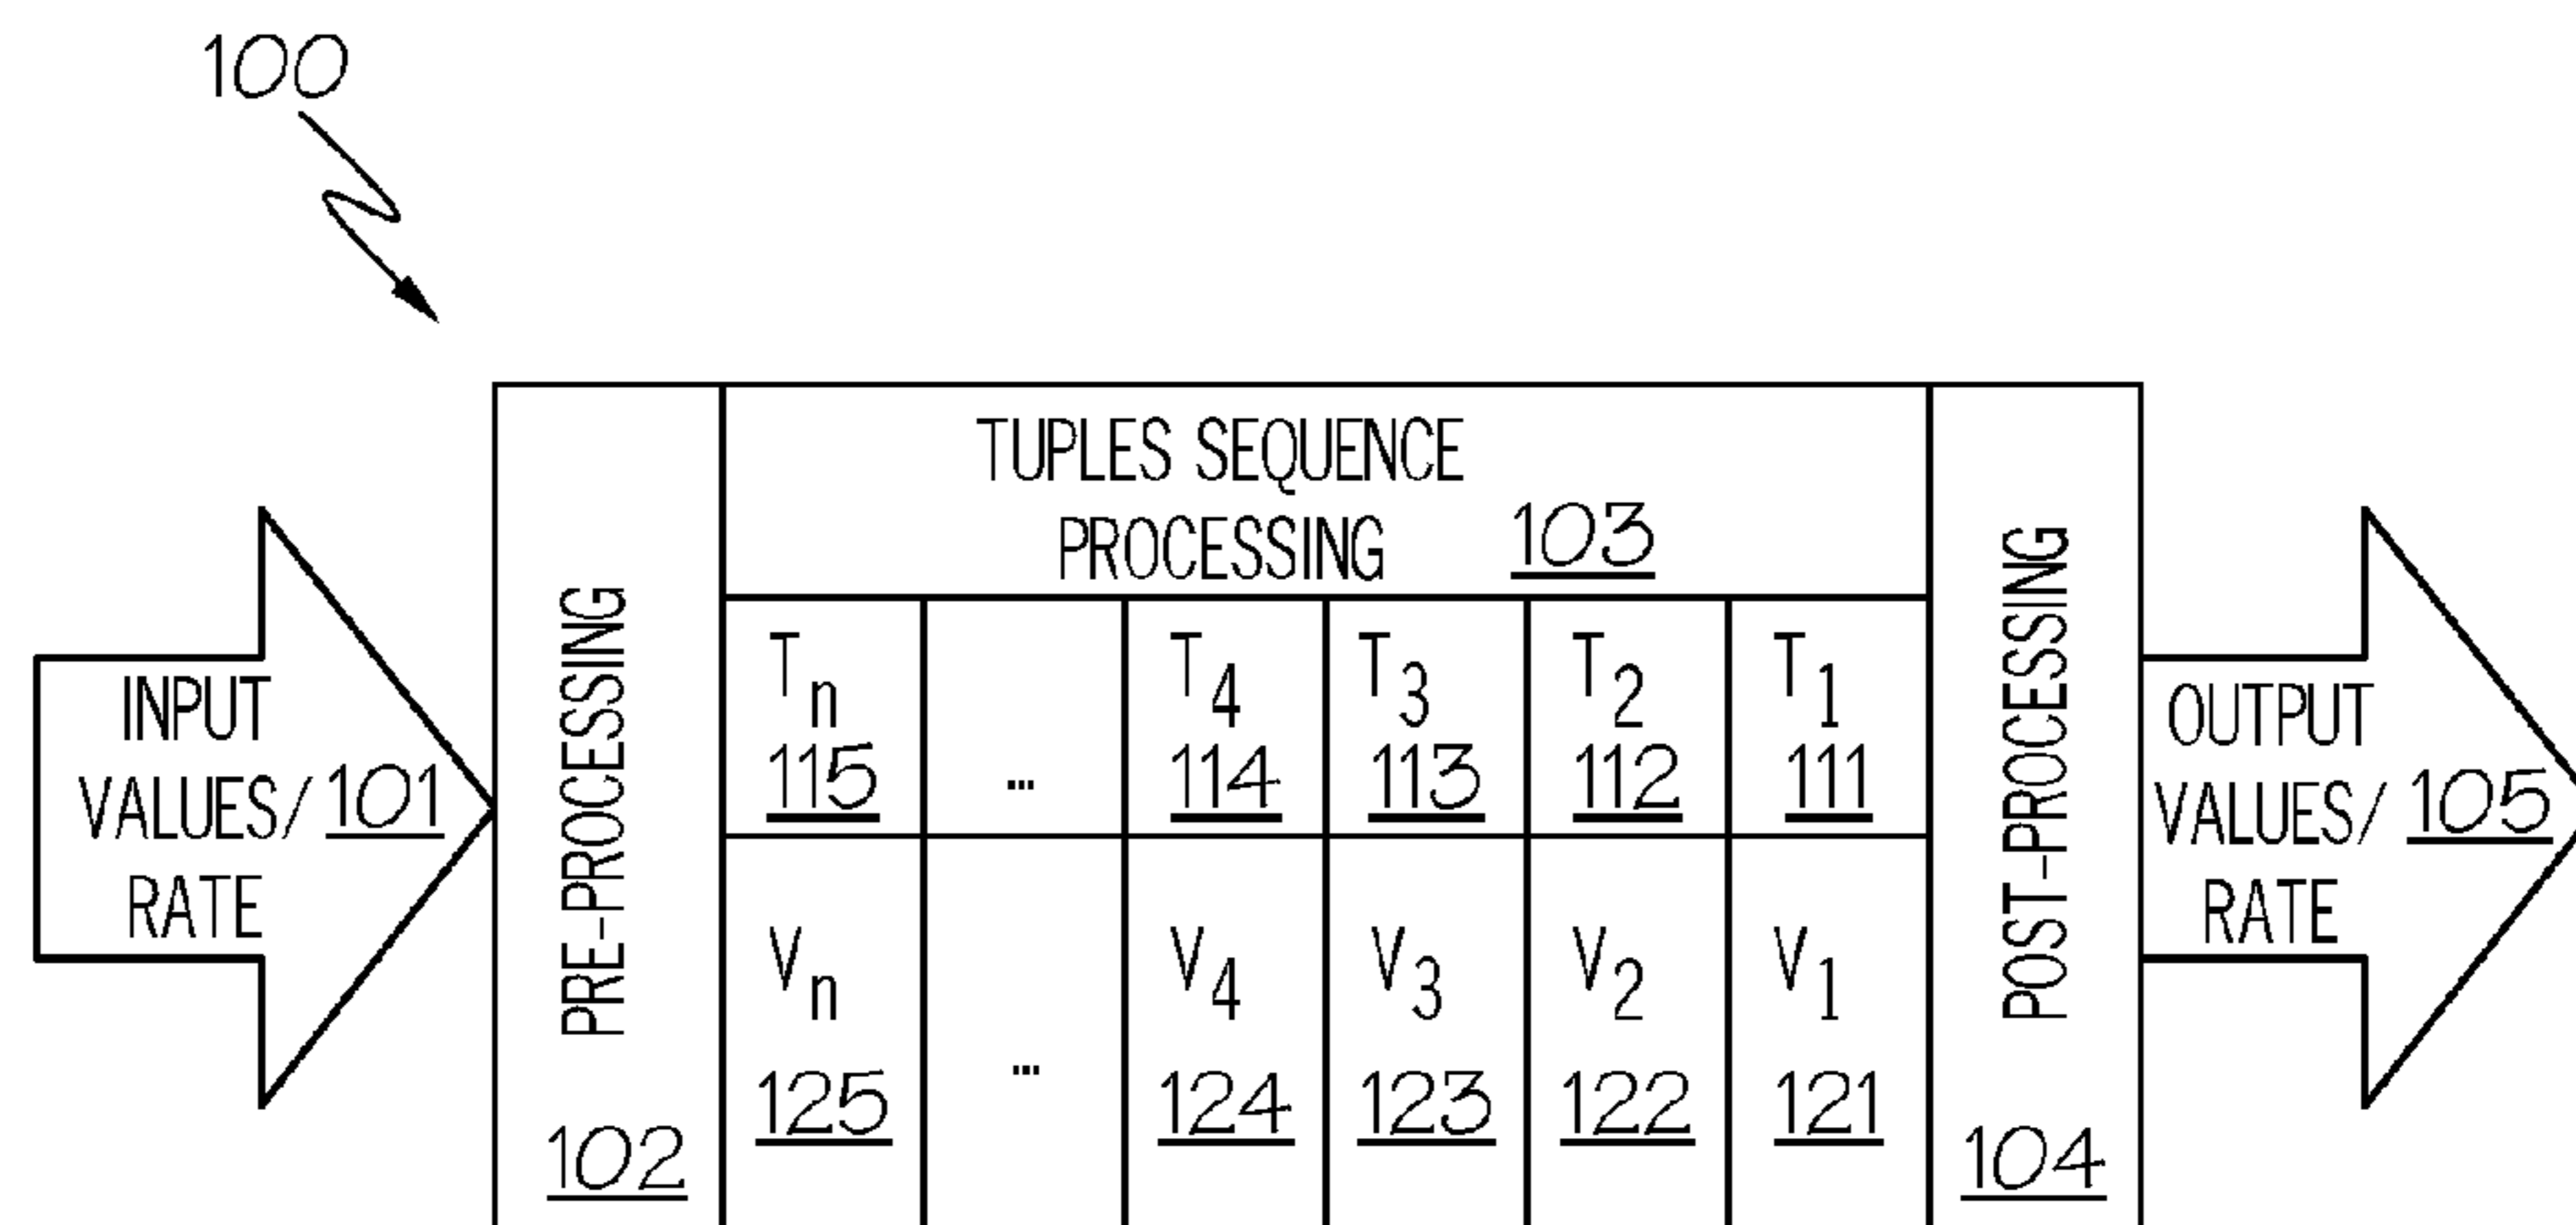 100
TUPLES SEQUENCE
PROCESSING 103
INPUT
VALUES/ 101
RATE
PRE-PROCESSING
102
Tn T4 T3 T2 T1
115 ... 114 113 112 111
Vn V4 V3 V2 V1
125 ... 124 123 122 121
POST-PROCESSING
104
OUTPUT
VALUES/ 105
RATE